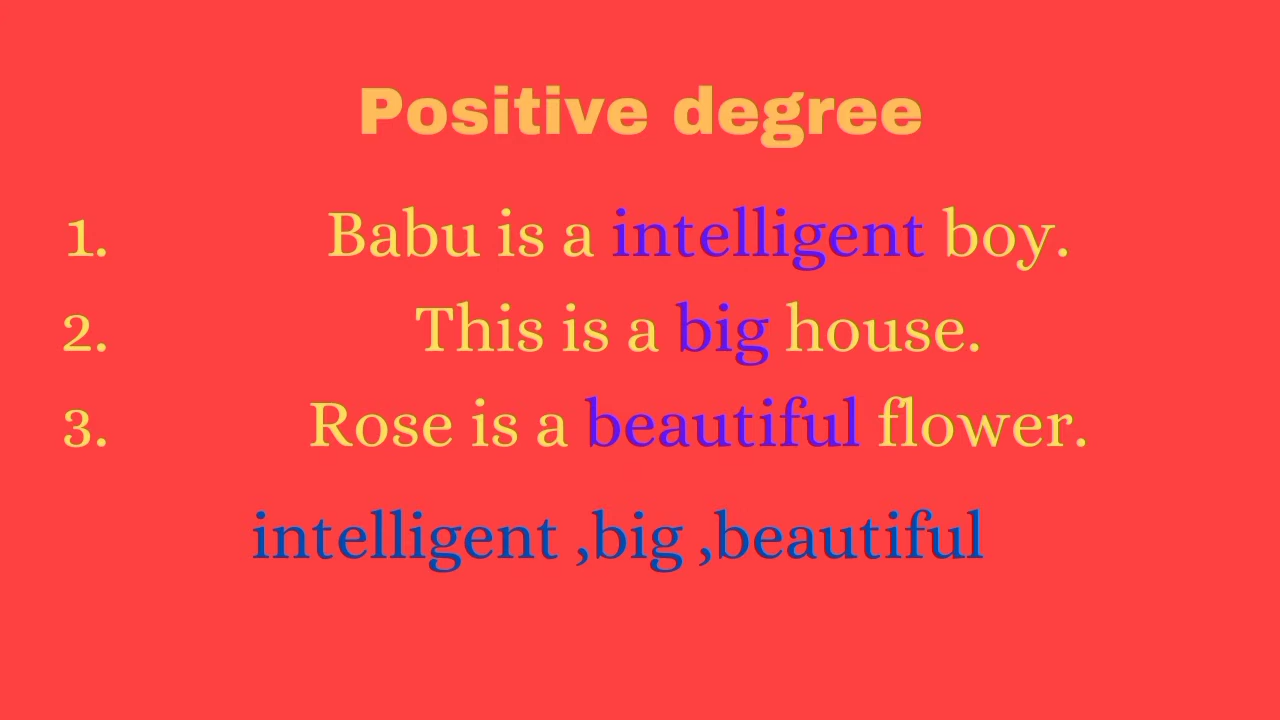 Positive degree
1. Babu is a intelligent boy.
2. This is a big house.
3. Rose is a beautiful flower.
intelligent ,big ,beautiful